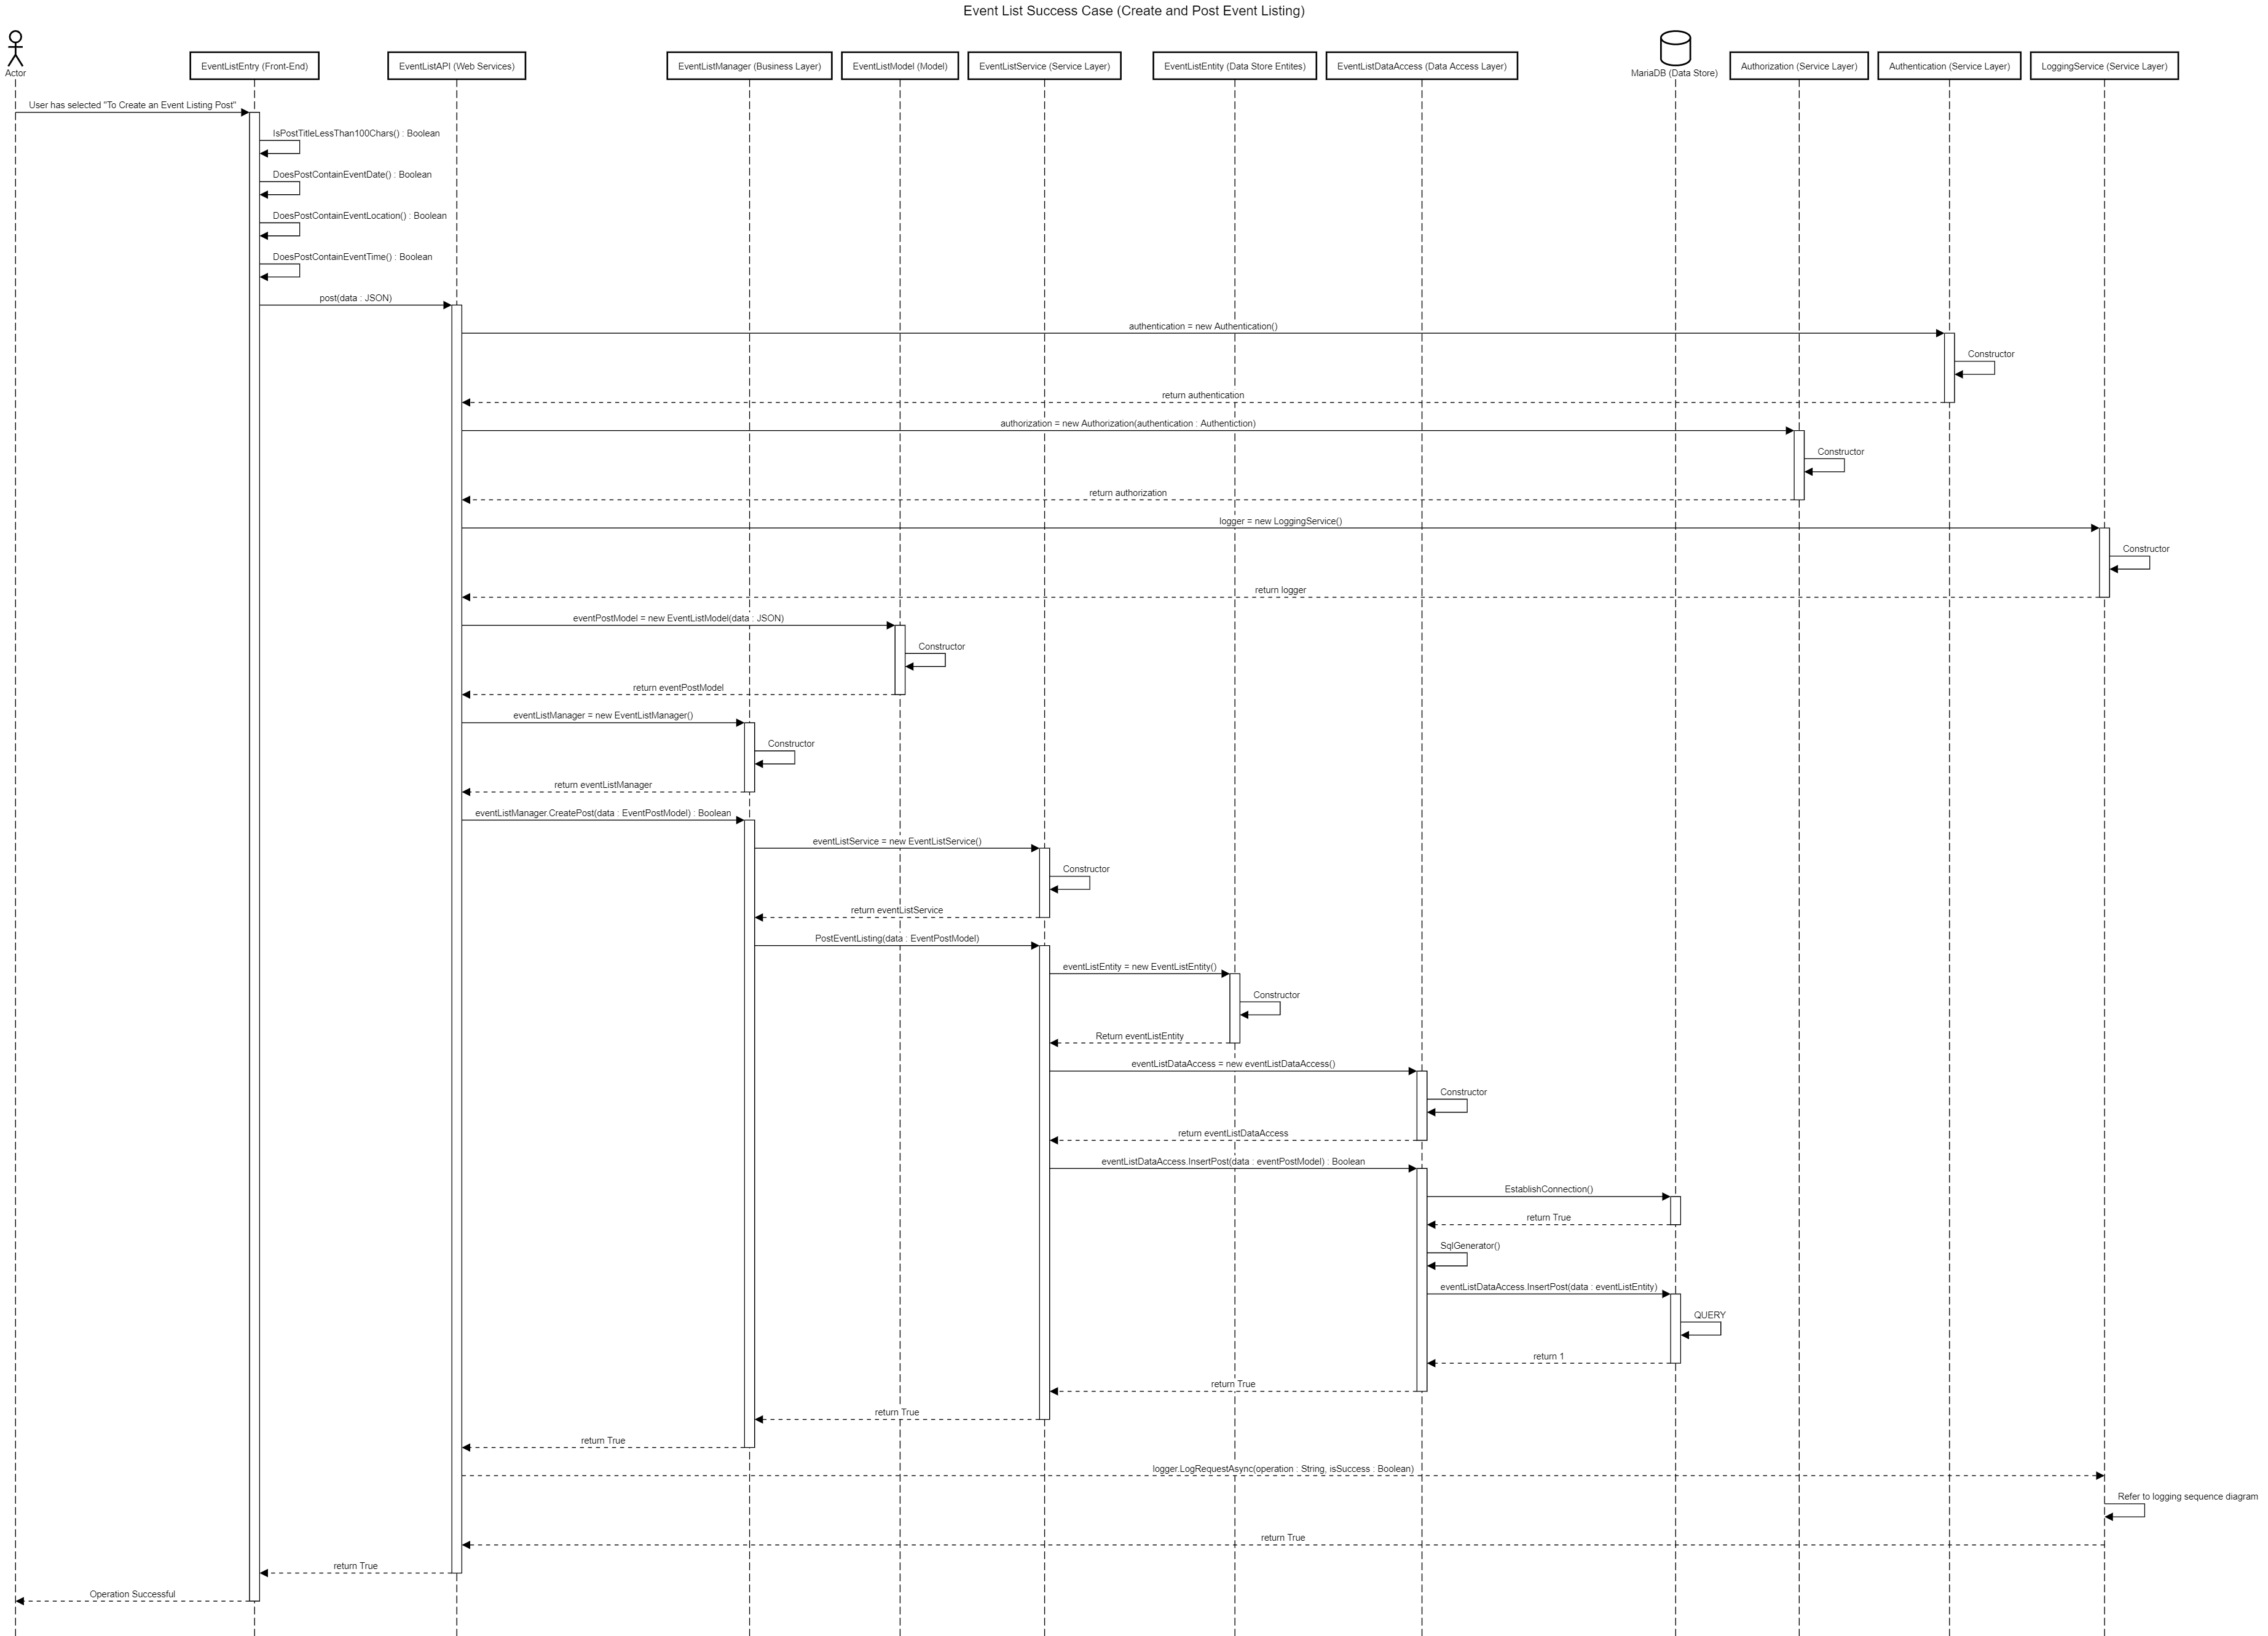 Event List Success Case (Create and Post Event Listing)
Actor
EventListEntry (Front-End)
EventListAPI (Web Services)
EventListManager (Business Layer)
EventListModel (Model)
EventListService (Service Layer)
EventListEntity (Data Store Entites)
EventListDataAccess (Data Access Layer)
MariaDB (Data Store)
Authorization (Service Layer)
Authentication (Service Layer)
LoggingService (Service Layer)
User has selected "To Create an Event Listing Post"
IsPostTitleLessThan100Chars() : Boolean
DoesPostContainEventDate() : Boolean
DoesPostContainEventLocation() : Boolean
DoesPostContainEventTime() : Boolean
post(data : JSON)
authentication = new Authentication()
Constructor
return authentication
authorization = new Authorization(authentication : Authentiction)
Constructor
return authorization
logger = new LoggingService()
Constructor
return logger
eventPostModel = new EventListModel(data : JSON)
Constructor
return eventPostModel
eventListManager = new EventListManager()
Constructor
return eventListManager
eventListManager.CreatePost(data : EventPostModel) : Boolean
eventListService = new EventListService()
Constructor
return eventListService
PostEventListing(data : EventPostModel)
eventListEntity = new EventListEntity()
Constructor
Return eventListEntity
eventListDataAccess = new eventListDataAccess()
Constructor
return eventListDataAccess
eventListDataAccess.InsertPost(data : eventPostModel) : Boolean
EstablishConnection()
return True
SqlGenerator()
eventListDataAccess.InsertPost(data : eventListEntity)
QUERY
return 1
return True
return True
return True
logger.LogRequestAsync(operation : String, isSuccess : Boolean)
Refer to logging sequence diagram
return True
return True
Operation Successful